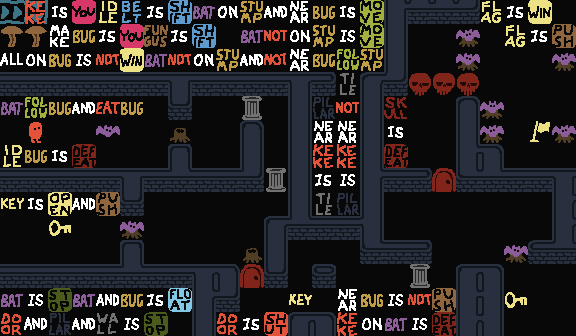 KEKE IS YOU IDLE BELT IS SHIFT BAT ON STUMP AND NEAR BUG IS MOVE FLAG IS WIN
MAKE BUG IS YOU FUNGUS IS SHIFT STUMP BAT NOT ON STUMP IS MOVE FLAG IS PUSH
ALL ON BUG IS NOT WIN BAT NOT ON STUMP AND NOT NEAR BUG FOLLOW STUMP
TILE
BAT FOLLOW BUG AND EAT BUG PILLAR NOT SKULL
NEAR NEAR IS
IDLE BUG IS DEFEAT KEKE KEKE DEFEAT
IS IS
KEY IS OPEN AND PUSH TILE PILLAR
BAT IS STOP BAT AND BUG IS FLOAT KEY NEAR BUG IS NOT PUSH
DOOR AND PILLAR AND WALL IS STOP DOOR IS SHUT KEKE ON BAT IS DEFEAT